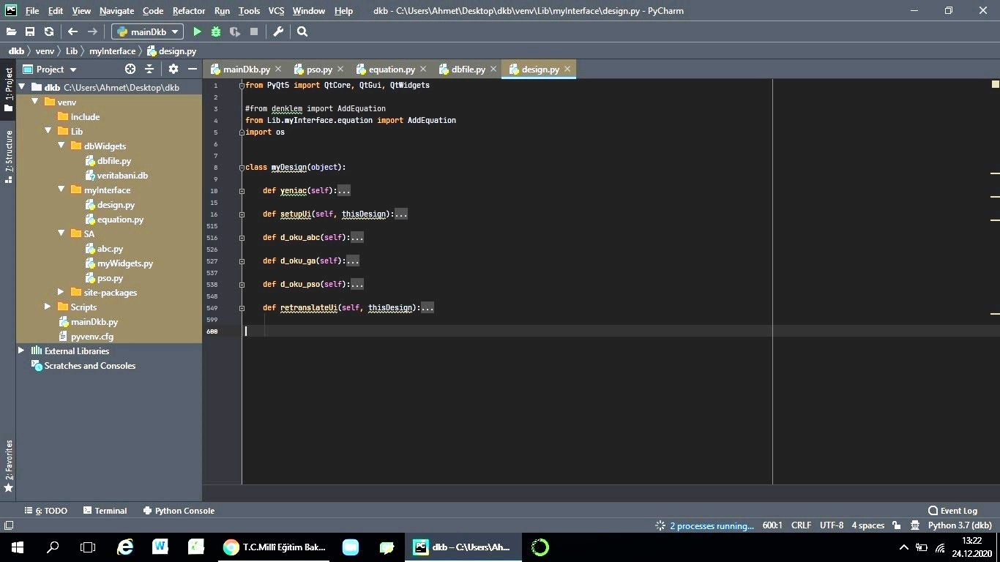 File Edit View Navigate Code Refactor Run Tools VCS Window Help dkb - C:\Users\Ahmet\Desktop\dkb\venv\Lib\myInterface\design.py - PyCharm
mainDkb
dkb venv Lib myInterface design.py
1: Project
Z: Structure
2: Favorites
Project
dkb C:\Users\Ahmet\Desktop\dkb
venv
Include
Lib
dbWidgets
dbfile.py
veritabani.db
myInterface
design.py
equation.py
SA
abc.py
myWidgets.py
pso.py
site-packages
Scripts
mainDkb.py
pyvenv.cfg
External Libraries
Scratches and Consoles
mainDkb.py pso.py equation.py dbfile.py design.py
1 from PyQt5 import QtCore, QtGui, QtWidgets
2
3 #from denklem import AddEquation
4 from Lib.myInterface.equation import AddEquation
5 import os
6
7
8 class myDesign(object):
9
10 def yeniac(self):...
15
16 def setupUi(self, thisDesign):...
515
516 def d_oku_abc(self):...
526
527 def d_oku_ga(self):...
537
538 def d_oku_pso(self):...
548
549 def retranslateUi(self, thisDesign):...
599
600
6: TODO Terminal Python Console Event Log
2 processes running... 600:1 CRLF UTF-8 4 spaces Python 3.7 (dkb)
T.C.Millî Eğitim Bak... dkb – C:\Users\Ah... 13:22
24.12.2020